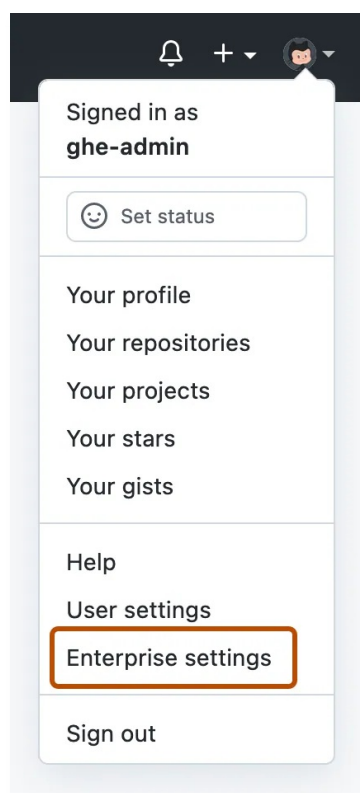 Signed in as
ghe-admin
Set status
Your profile
Your repositories
Your projects
Your stars
Your gists
Help
User settings
Enterprise settings
Sign out